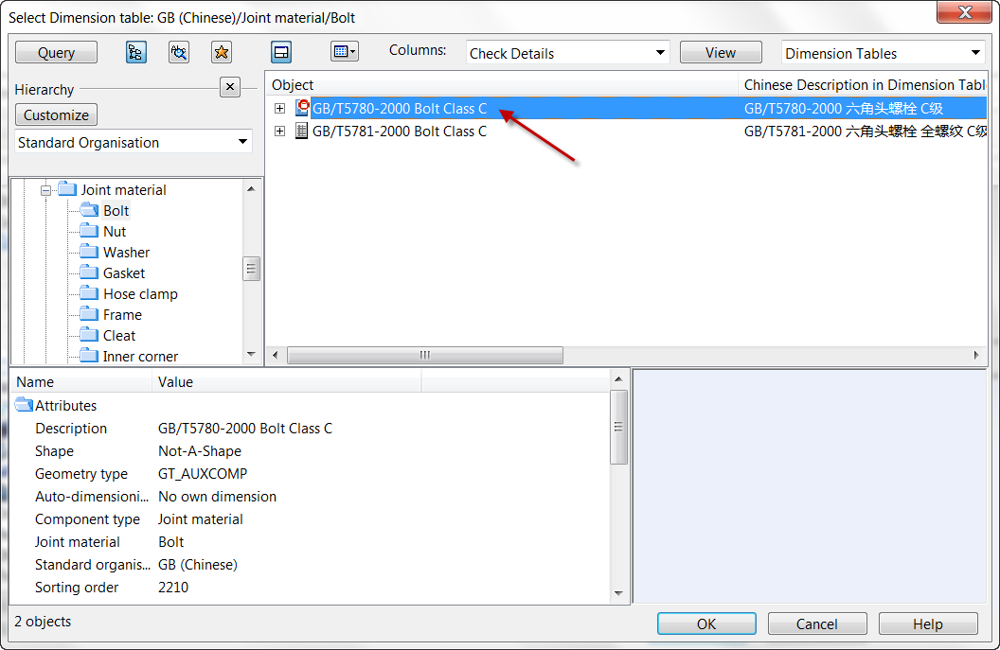 Select Dimension table: GB (Chinese)/Joint material/Bolt
Query
Columns:
Check Details
View
Dimension Tables
Hierarchy
Customize
Standard Organisation
Object
Chinese Description in Dimension Tabl
GB/T5780-2000 Bolt Class C
GB/T5780-2000 六角头螺栓 C级
GB/T5781-2000 Bolt Class C
GB/T5781-2000 六角头螺栓 全螺纹 C级
Joint material
Bolt
Nut
Washer
Gasket
Hose clamp
Frame
Cleat
Inner corner
Name Value
Attributes
Description GB/T5780-2000 Bolt Class C
Shape Not-A-Shape
Geometry type GT_AUXCOMP
Auto-dimensioni... No own dimension
Component type Joint material
Joint material Bolt
Standard organis... GB (Chinese)
Sorting order 2210
2 objects
OK
Cancel
Help